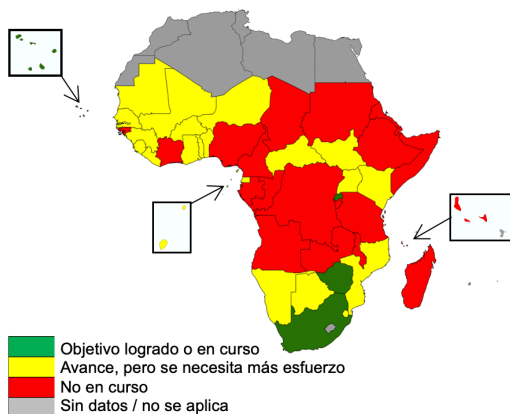 Objetivo logrado o en curso
Avance, pero se necesita más esfuerzo
No en curso
Sin datos / no se aplica